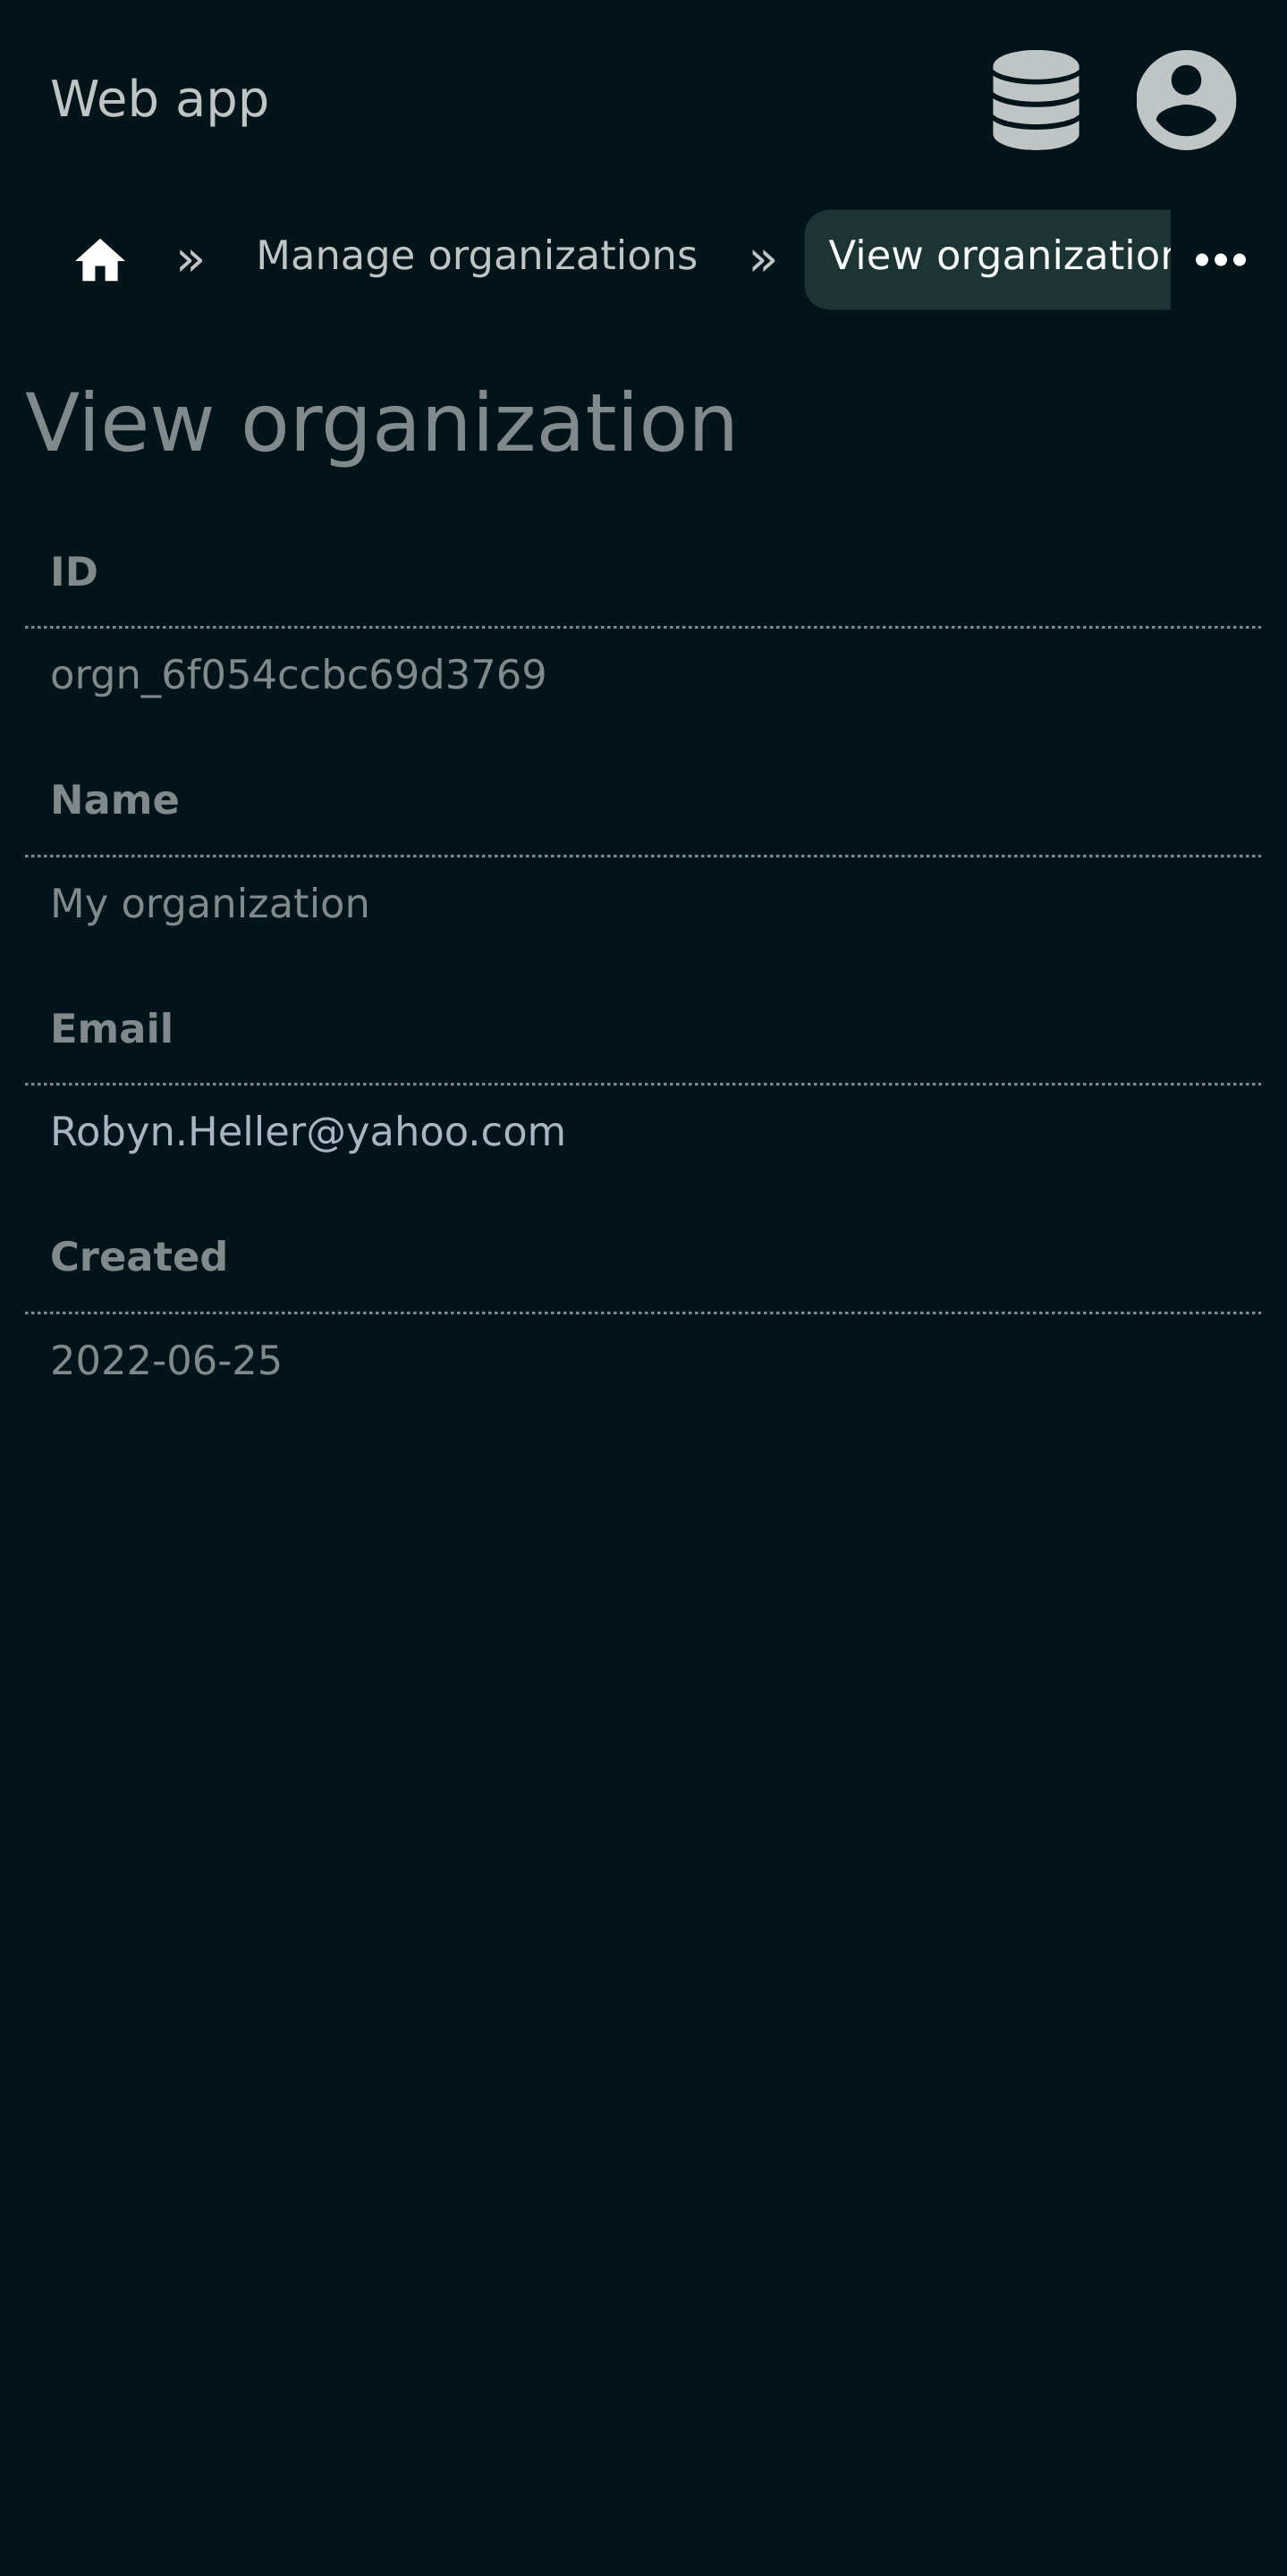 Web app
» Manage organizations » View organization
View organization
ID
orgn_6f054ccbc69d3769
Name
My organization
Email
Robyn.Heller@yahoo.com
Created
2022-06-25